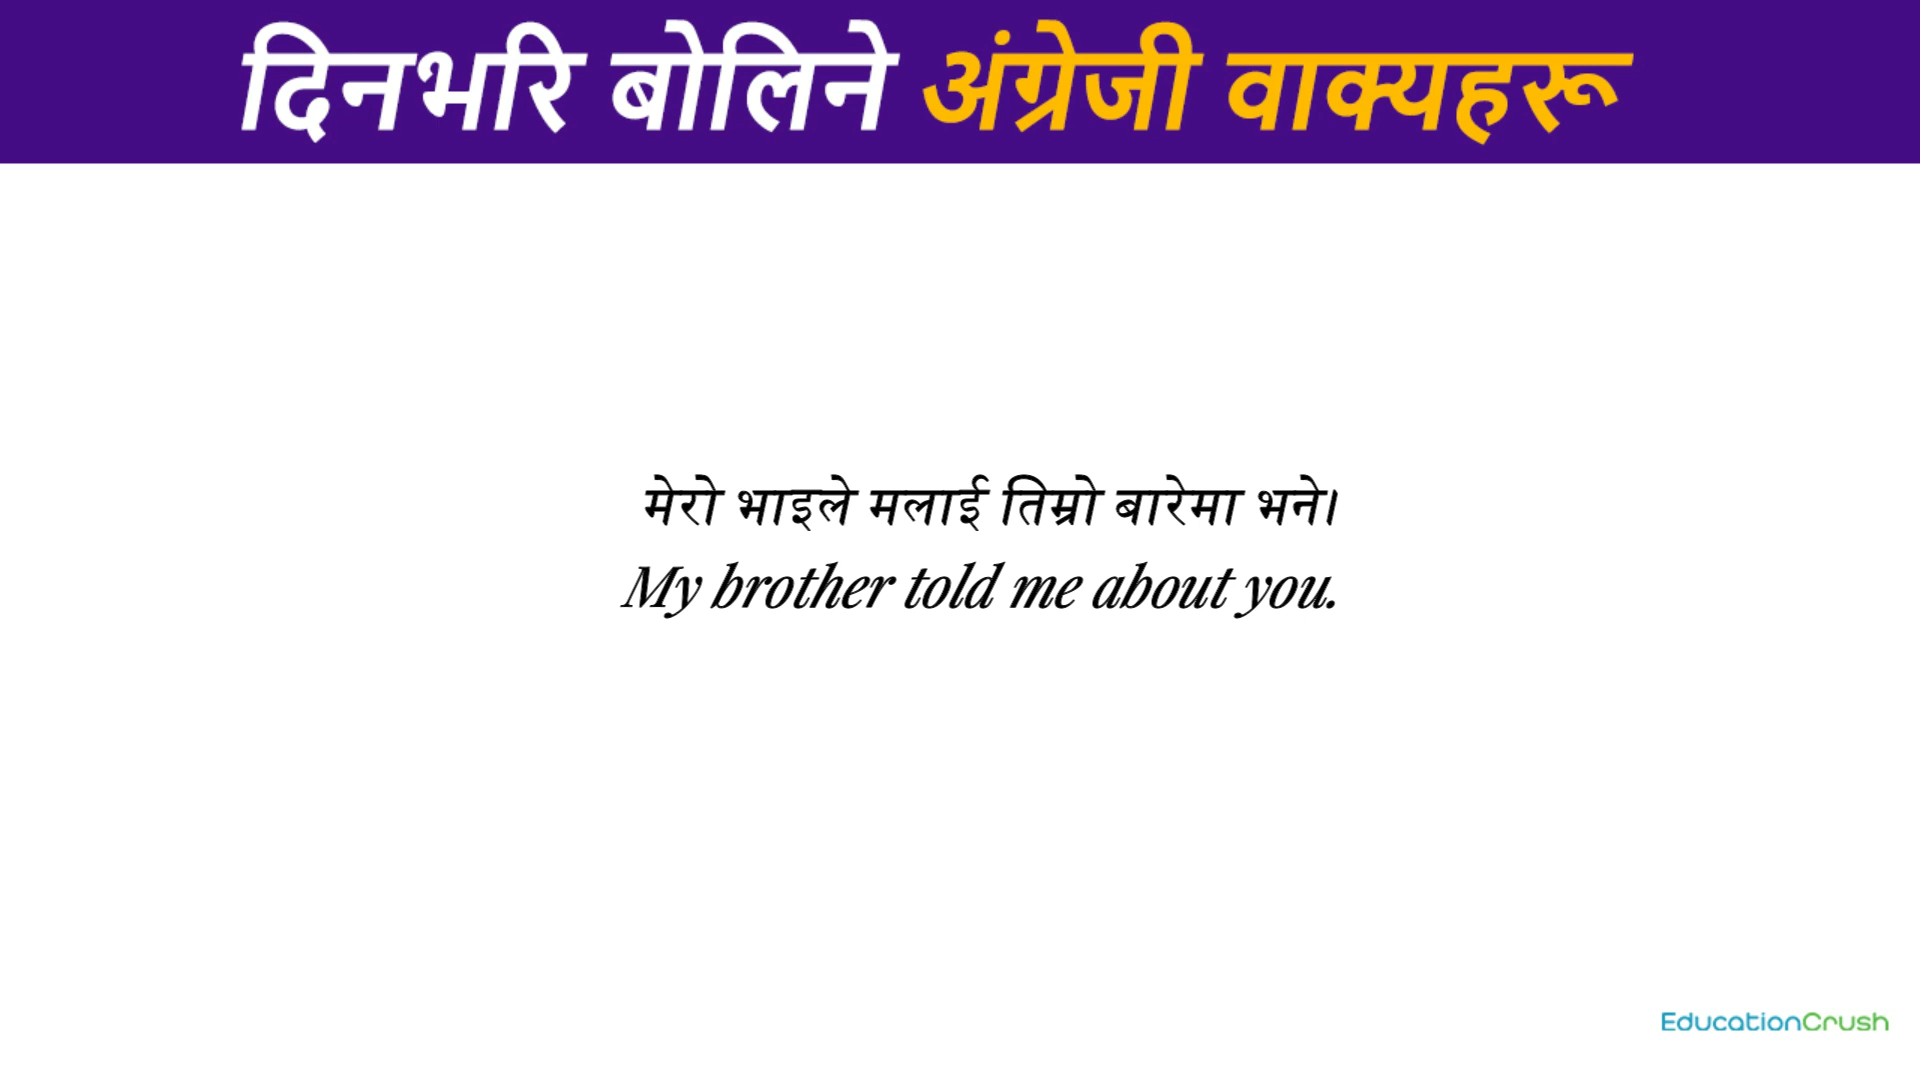 दिनभरि बोलिने अंग्रेजी वाक्यहरू
मेरो भाइले मलाई तिम्रो बारेमा भने।
My brother told me about you.
EducationCrush